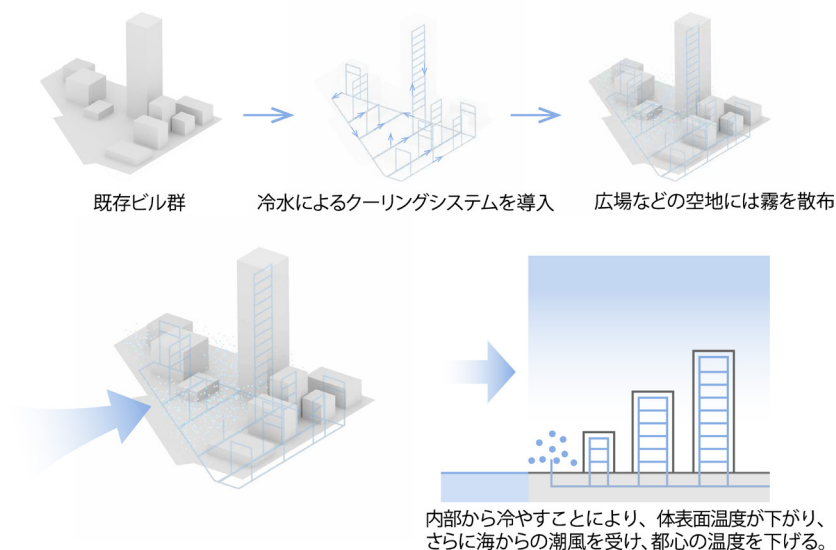 既存ビル群
冷水によるクーリングシステムを導入
広場などの空地には霧を散布
内部から冷やすことにより、体表面温度が下がり、
さらに海からの潮風を受け、都心の温度を下げる。